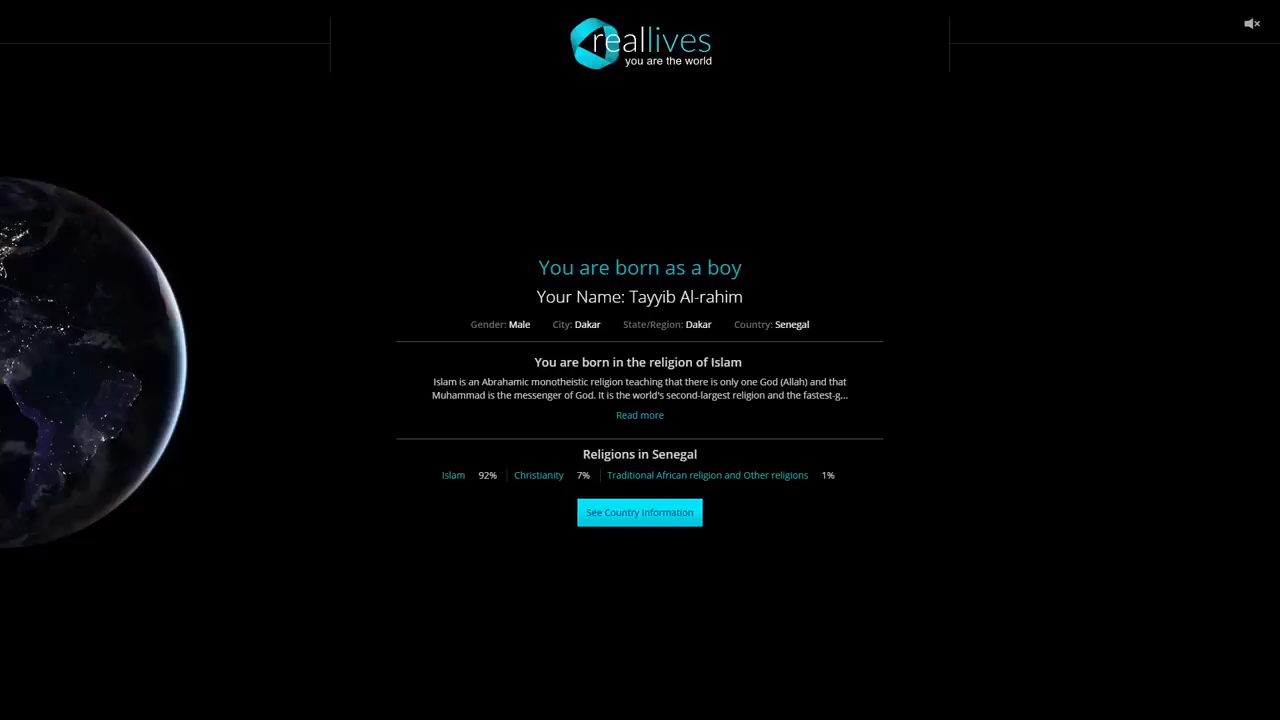 reallives
you are the world
You are born as a boy
Your Name: Tayyib Al-rahim
Gender: Male City: Dakar State/Region: Dakar Country: Senegal
You are born in the religion of Islam
Islam is an Abrahamic monotheistic religion teaching that there is only one God (Allah) and that
Muhammad is the messenger of God. It is the world's second-largest religion and the fastest-g...
Read more
Religions in Senegal
Islam 92% Christianity 7% Traditional African religion and Other religions 1%
See Country Information